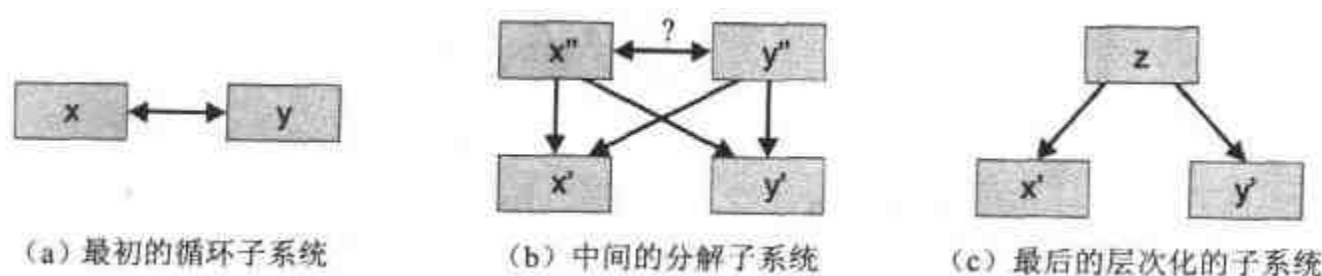 x y
x" ? y"
x' y'
z
x' y'
(a)最初的循环子系统
(b)中间的分解子系统
(c)最后的层次化的子系统